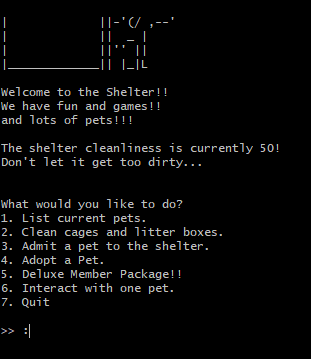 Welcome to the Shelter!!
We have fun and games!!
and lots of pets!!!
The shelter cleanliness is currently 50!
Don't let it get too dirty...
What would you like to do?
1. List current pets.
2. Clean cages and litter boxes.
3. Admit a pet to the shelter.
4. Adopt a Pet.
5. Deluxe Member Package!!
6. Interact with one pet.
7. Quit
>> :